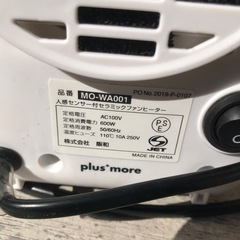 品番 MO-WA001
PO No.2019-F-0107
人感センサー付セラミックファンヒーター
定格電圧 AC100V
定格消費電力 600W
定格周波数 50/60Hz
温度ヒューズ 110℃ 10A 250V
株式会社 阪和
PSE
JET
MADE IN CHINA
plus more